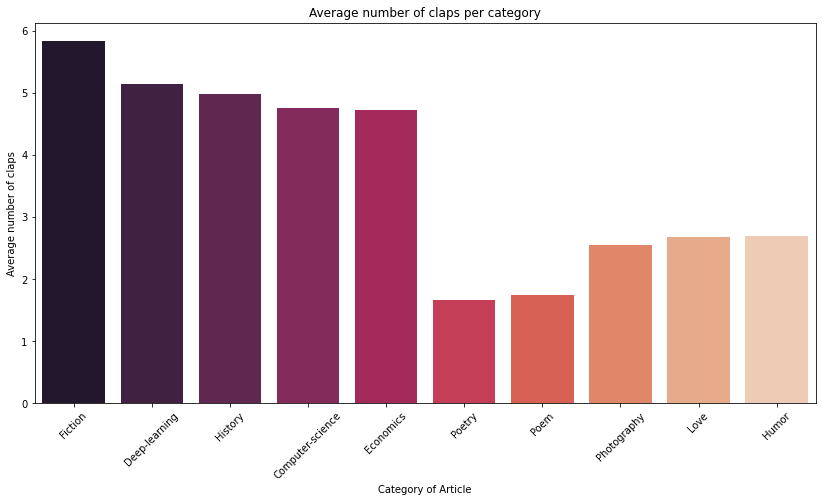 Average number of claps per category
Average number of claps
6
5
4
3
2
1
0
Fiction
Deep-learning
History
Computer-science
Economics
Poetry
Poem
Photography
Love
Humor
Category of Article